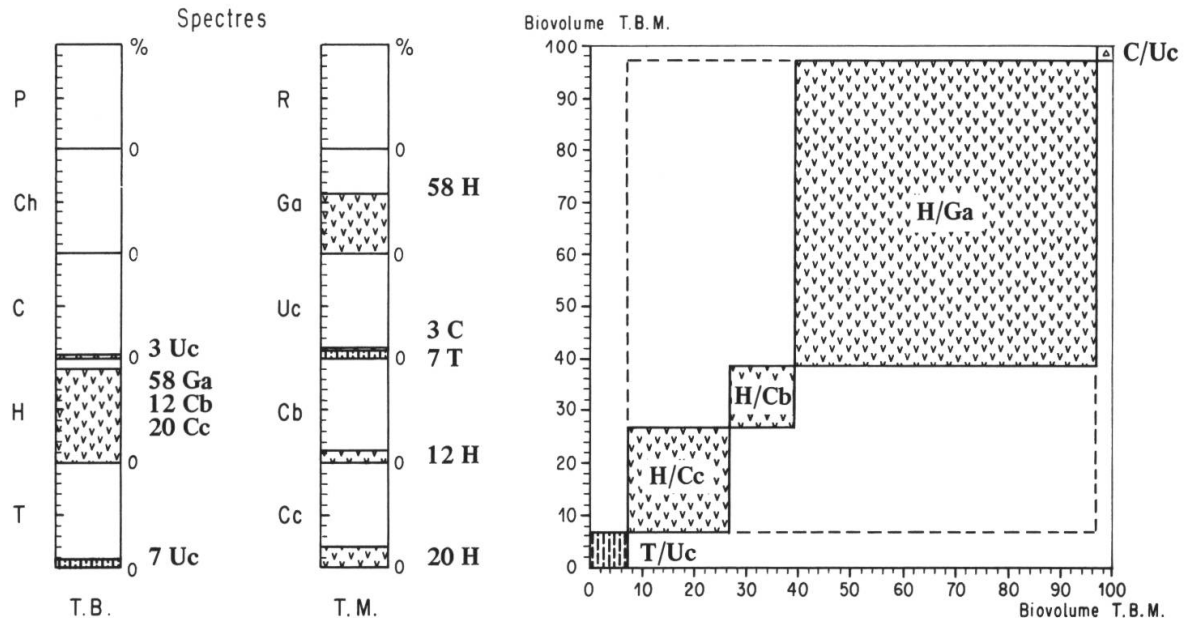 Spectres
%
P
0
Ch
0
C
3 Uc
0
58 Ga
12 Cb
20 Cc
H
0
T
7 Uc
0
T.B.
%
R
0
58 H
Ga
0
Uc
3 C
7 T
0
Cb
12 H
0
Cc
20 H
0
T.M.
Biovolume T.B.M.
100
90
80
70
60
50
40
30
20
10
0
C/Uc
H/Ga
H/Cb
H/Cc
T/Uc
0 10 20 30 40 50 60 70 80 90 100
Biovolume T.B.M.